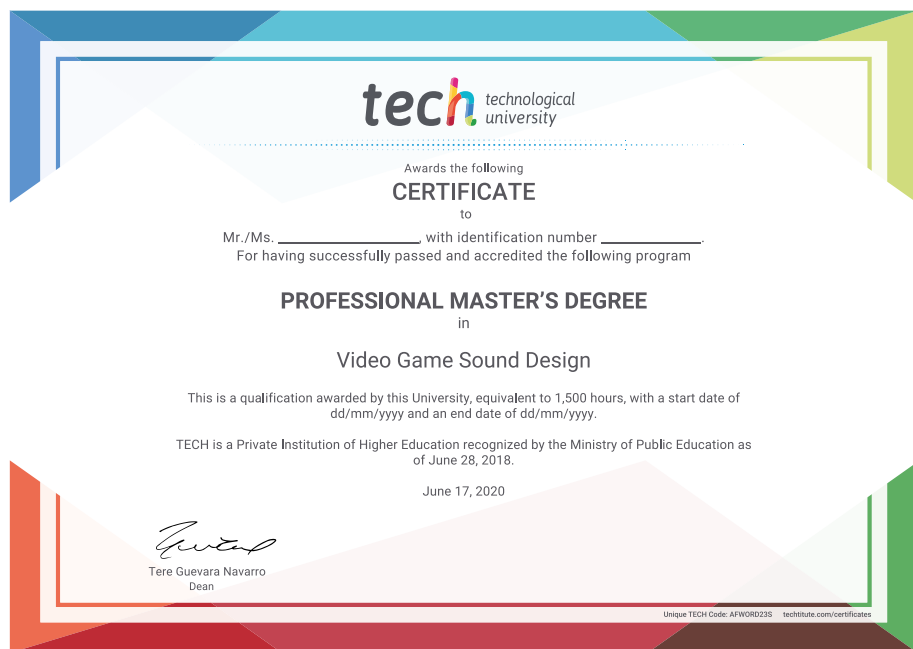 tech technological
university
Awards the following
CERTIFICATE
to
Mr./Ms. ________________, with identification number ____________.
For having successfully passed and accredited the following program
PROFESSIONAL MASTER'S DEGREE
in
Video Game Sound Design
This is a qualification awarded by this University, equivalent to 1,500 hours, with a start date of
dd/mm/yyyy and an end date of dd/mm/yyyy.
TECH is a Private Institution of Higher Education recognized by the Ministry of Public Education as
of June 28, 2018.
June 17, 2020
Tere Guevara Navarro
Dean
Unique TECH Code: AFWORD23S techtitute.com/certificates